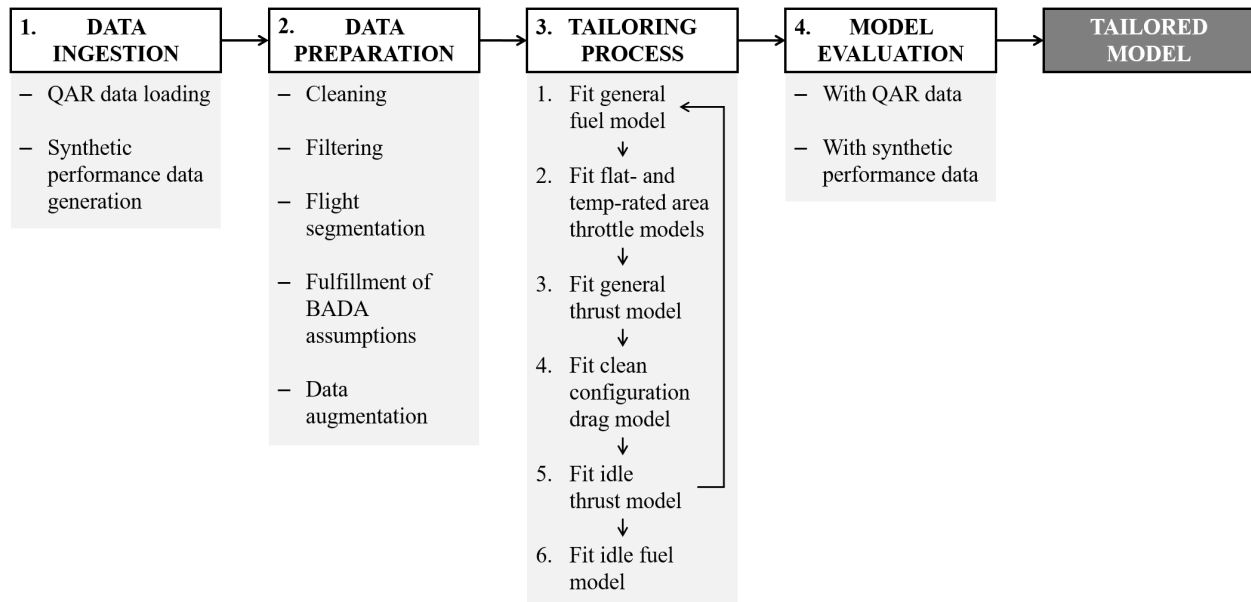 1. DATA
INGESTION
– QAR data loading
– Synthetic
performance data
generation
2. DATA
PREPARATION
– Cleaning
– Filtering
– Flight
segmentation
– Fulfillment of
BADA
assumptions
– Data
augmentation
3. TAILORING
PROCESS
1. Fit general
fuel model
2. Fit flat- and
temp-rated area
throttle models
3. Fit general
thrust model
4. Fit clean
configuration
drag model
5. Fit idle
thrust model
6. Fit idle fuel
model
4. MODEL
EVALUATION
– With QAR data
– With synthetic
performance data
TAILORED
MODEL